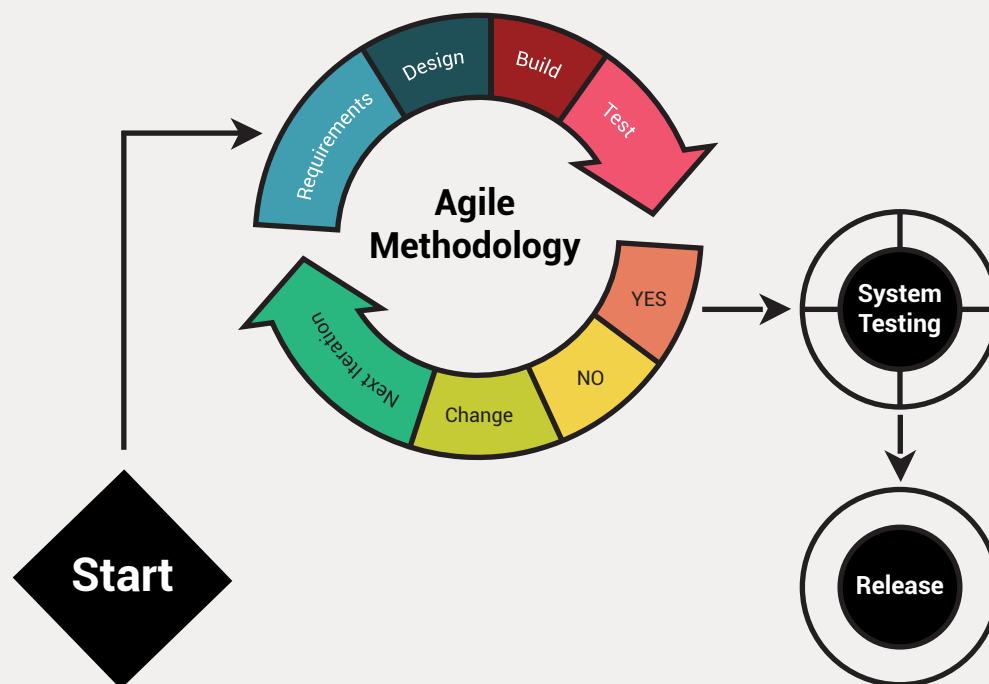 Requirements
Design
Build
Test
Agile
Methodology
YES
NO
Change
Next Iteration
System
Testing
Start
Release